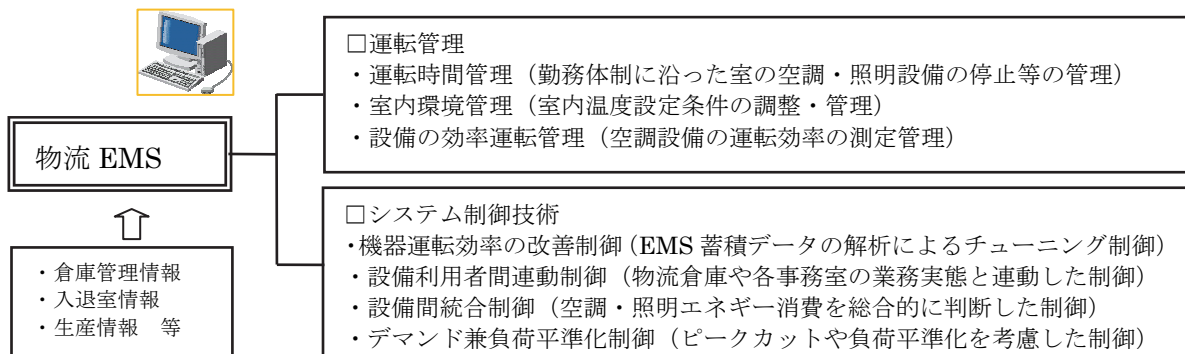 物流 EMS
・倉庫管理情報
・入退室情報
・生産情報 等
□運転管理
・運転時間管理（勤務体制に沿った室の空調・照明設備の停止等の管理）
・室内環境管理（室内温度設定条件の調整・管理）
・設備の効率運転管理（空調設備の運転効率の測定管理）
□システム制御技術
・機器運転効率の改善制御（EMS 蓄積データの解析によるチューニング制御）
・設備利用者間連動制御（物流倉庫や各事務室の業務実態と連動した制御）
・設備間統合制御（空調・照明エネギー消費を総合的に判断した制御）
・デマンド兼負荷平準化制御（ピークカットや負荷平準化を考慮した制御）